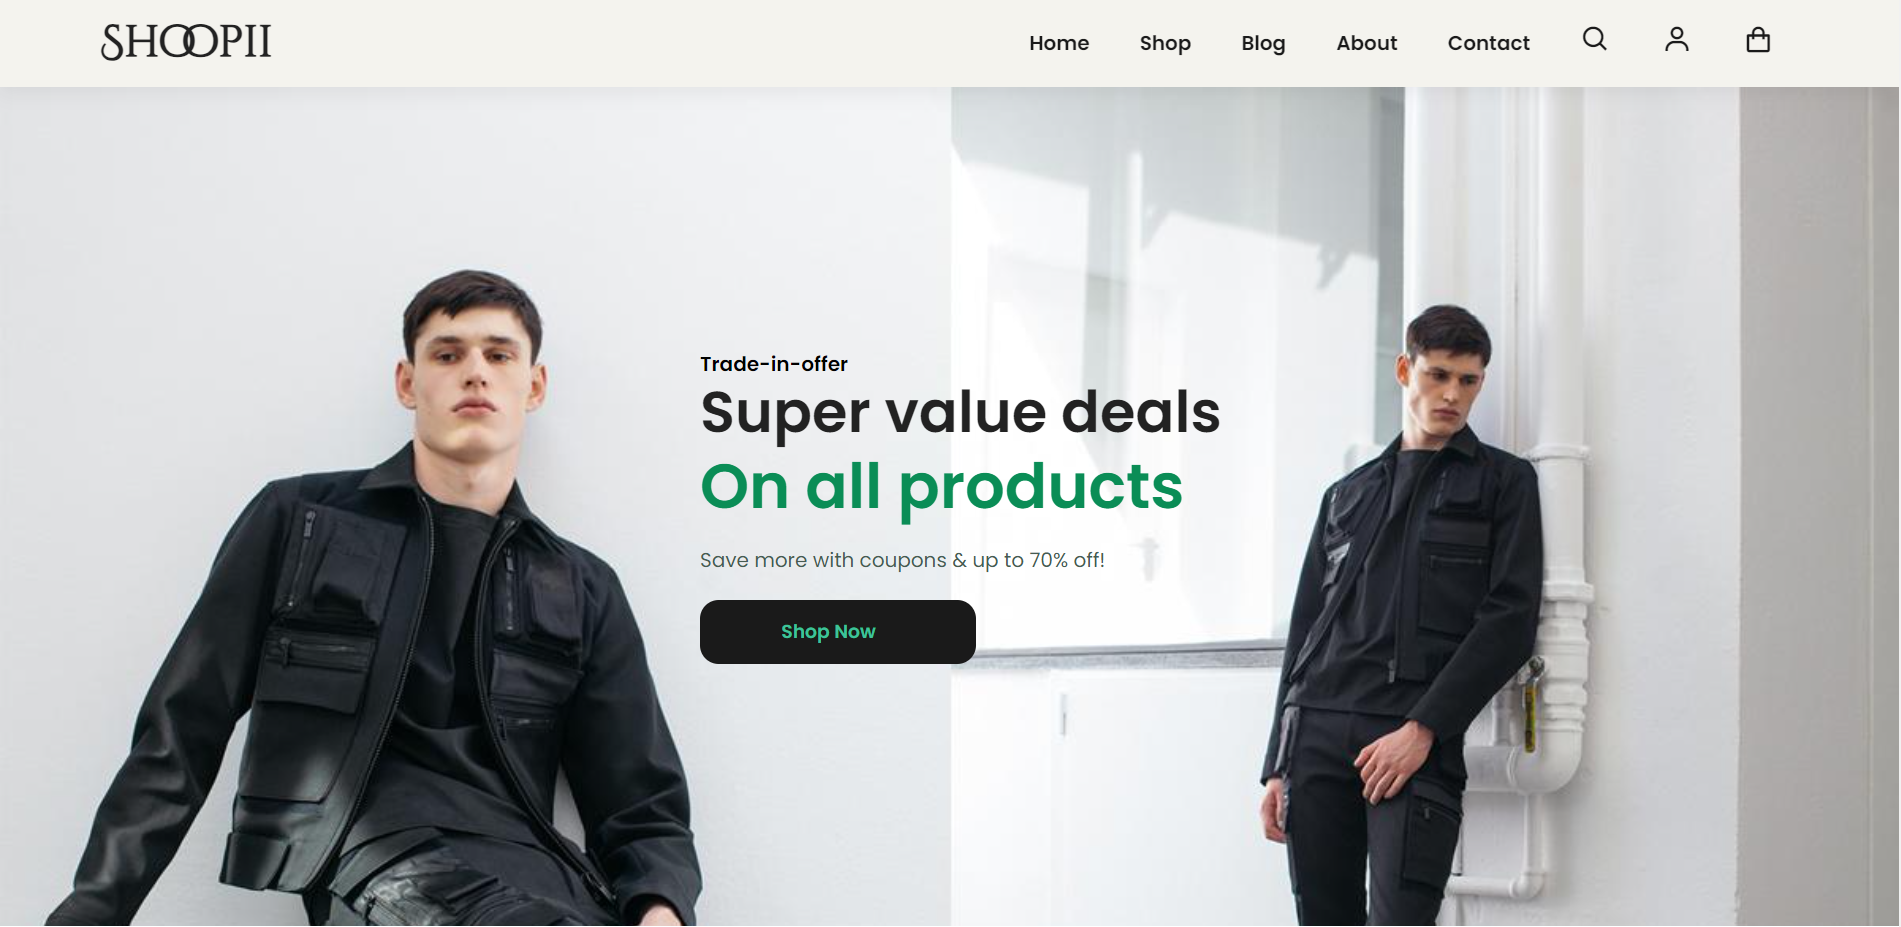 SHOOPII
Home Shop Blog About Contact
Trade-in-offer
Super value deals
On all products
Save more with coupons & up to 70% off!
Shop Now